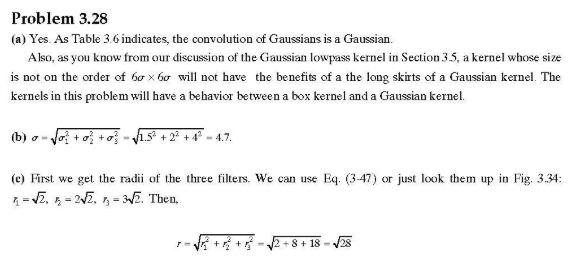 Problem 3.28
(a) Yes. As Table 3.6 indicates, the convolution of Gaussians is a Gaussian.
Also, as you know from our discussion of the Gaussian lowpass kernel in Section 3.5, a kernel whose size
is not on the order of 6σ × 6σ will not have the benefits of a the long skirts of a Gaussian kernel. The
kernels in this problem will have a behavior between a box kernel and a Gaussian kernel.
(b) σ = √(σ₁² + σ₂² + σ₃²) = √(1.5² + 2² + 4²) = 4.7.
(c) First we get the radii of the three filters. We can use Eq. (3-47) or just look them up in Fig. 3.34:
r₁ = √2, r₂ = 2√2, r₃ = 3√2. Then,
r = √(r₁² + r₂² + r₃²) = √(2 + 8 + 18) = √28